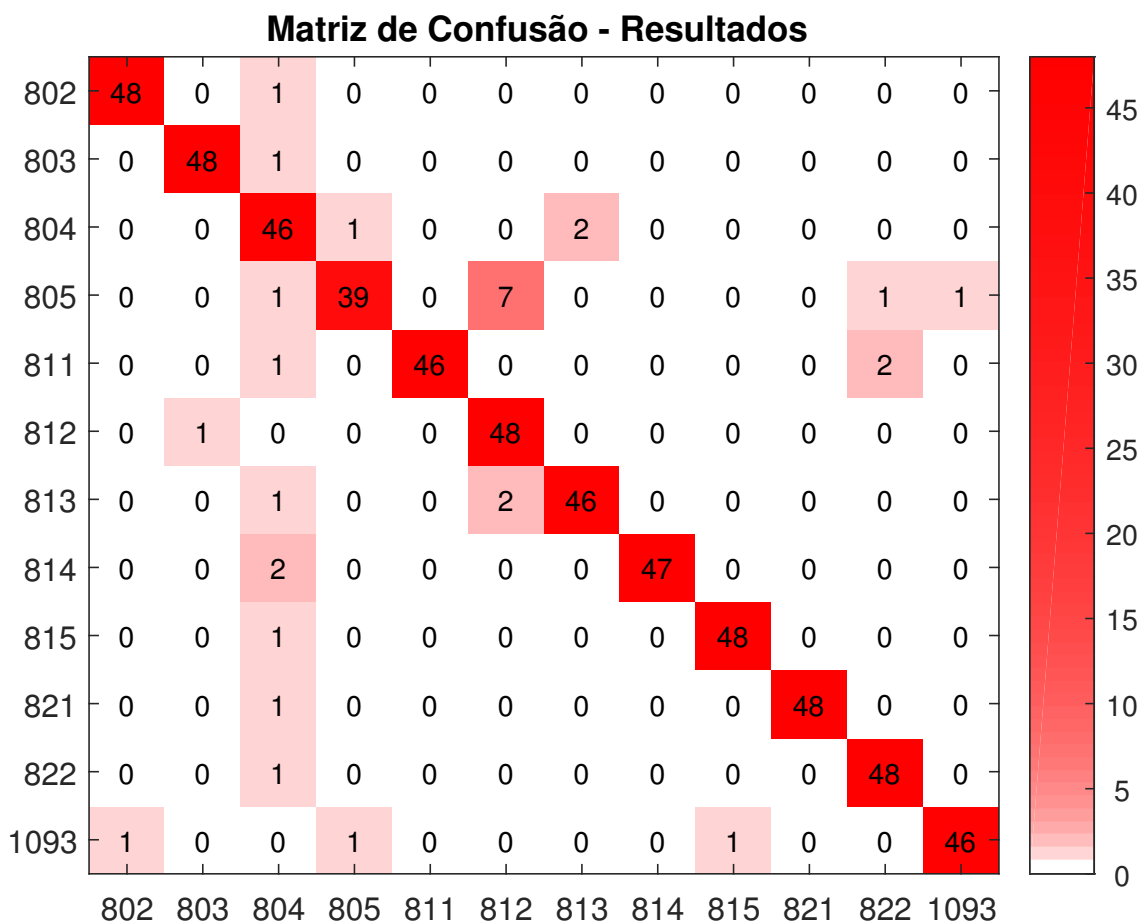 Matriz de Confusão - Resultados
802 48 0 1 0 0 0 0 0 0 0 0 0
803 0 48 1 0 0 0 0 0 0 0 0 0
804 0 0 46 1 0 0 2 0 0 0 0 0
805 0 0 1 39 0 7 0 0 0 0 1 1
811 0 0 1 0 46 0 0 0 0 0 2 0
812 0 1 0 0 0 48 0 0 0 0 0 0
813 0 0 1 0 0 2 46 0 0 0 0 0
814 0 0 2 0 0 0 0 47 0 0 0 0
815 0 0 1 0 0 0 0 0 48 0 0 0
821 0 0 1 0 0 0 0 0 0 48 0 0
822 0 0 1 0 0 0 0 0 0 0 48 0
1093 1 0 0 1 0 0 0 0 1 0 0 46
802 803 804 805 811 812 813 814 815 821 822 1093
45
40
35
30
25
20
15
10
5
0